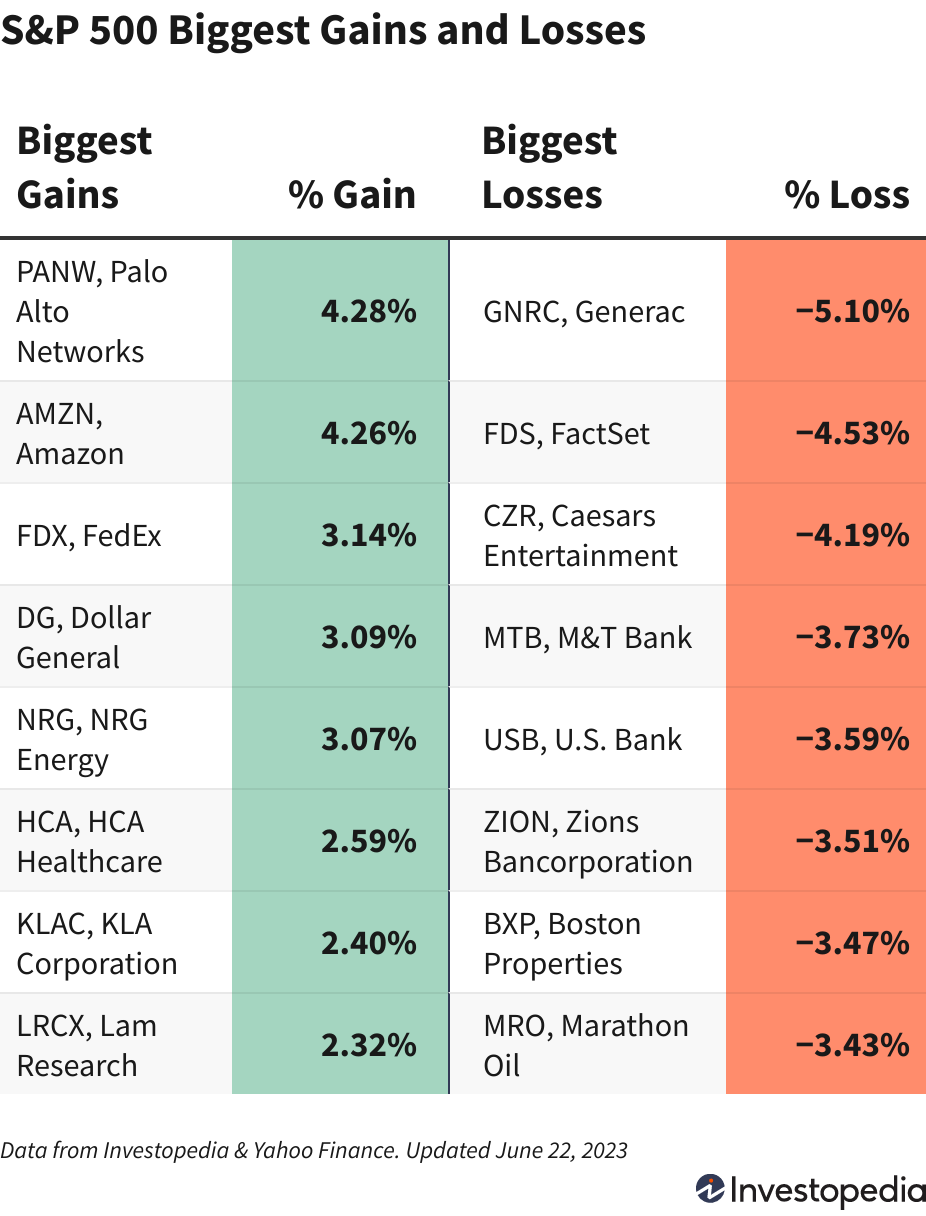 S&P 500 Biggest Gains and Losses
Biggest
Gains
% Gain
Biggest
Losses
% Loss
PANW, Palo
Alto
Networks
4.28%
GNRC, Generac
−5.10%
AMZN,
Amazon
4.26%
FDS, FactSet
−4.53%
FDX, FedEx
3.14%
CZR, Caesars
Entertainment
−4.19%
DG, Dollar
General
3.09%
MTB, M&T Bank
−3.73%
NRG, NRG
Energy
3.07%
USB, U.S. Bank
−3.59%
HCA, HCA
Healthcare
2.59%
ZION, Zions
Bancorporation
−3.51%
KLAC, KLA
Corporation
2.40%
BXP, Boston
Properties
−3.47%
LRCX, Lam
Research
2.32%
MRO, Marathon
Oil
−3.43%
Data from Investopedia & Yahoo Finance. Updated June 22, 2023
Investopedia